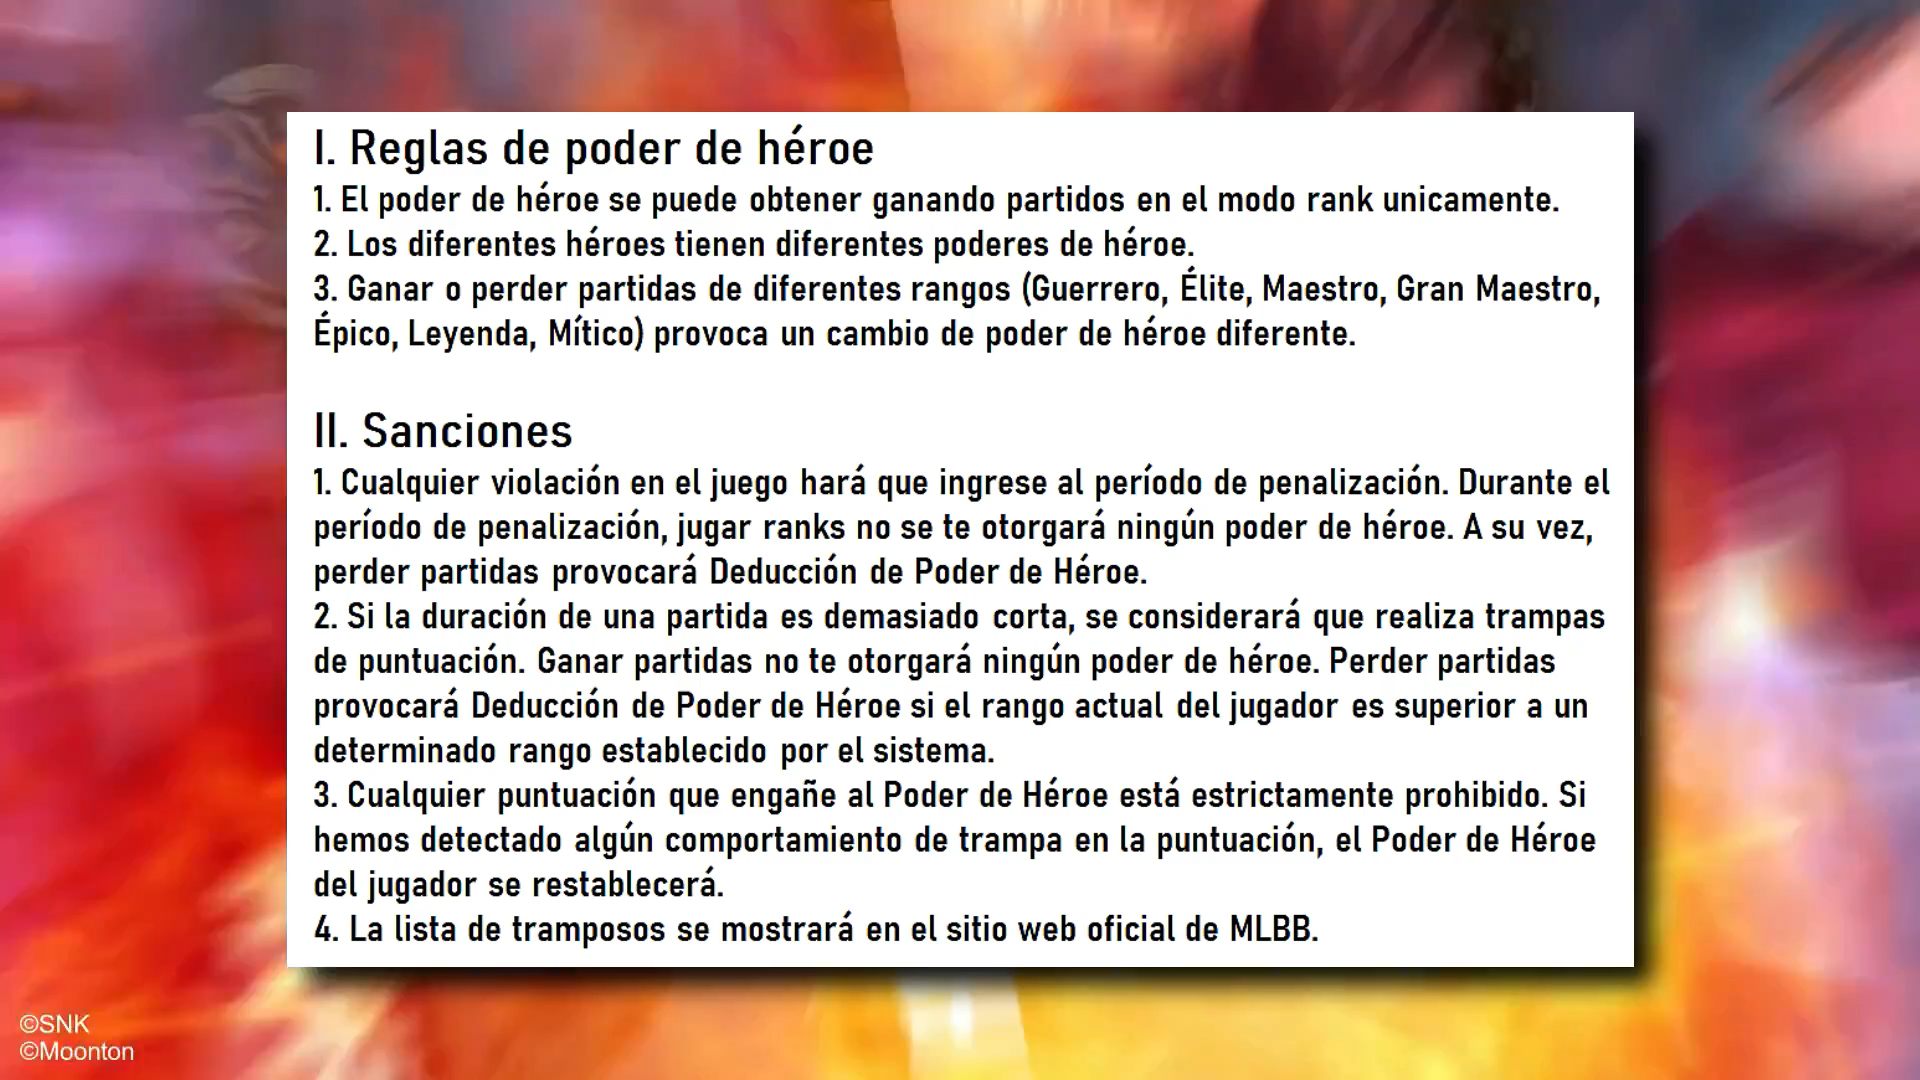 I. Reglas de poder de héroe
1. El poder de héroe se puede obtener ganando partidos en el modo rank unicamente.
2. Los diferentes héroes tienen diferentes poderes de héroe.
3. Ganar o perder partidas de diferentes rangos (Guerrero, Élite, Maestro, Gran Maestro,
Épico, Leyenda, Mítico) provoca un cambio de poder de héroe diferente.
II. Sanciones
1. Cualquier violación en el juego hará que ingrese al período de penalización. Durante el
período de penalización, jugar ranks no se te otorgará ningún poder de héroe. A su vez,
perder partidas provocará Deducción de Poder de Héroe.
2. Si la duración de una partida es demasiado corta, se considerará que realiza trampas
de puntuación. Ganar partidas no te otorgará ningún poder de héroe. Perder partidas
provocará Deducción de Poder de Héroe si el rango actual del jugador es superior a un
determinado rango establecido por el sistema.
3. Cualquier puntuación que engañe al Poder de Héroe está estrictamente prohibido. Si
hemos detectado algún comportamiento de trampa en la puntuación, el Poder de Héroe
del jugador se restablecerá.
4. La lista de tramposos se mostrará en el sitio web oficial de MLBB.
©SNK
©Moonton